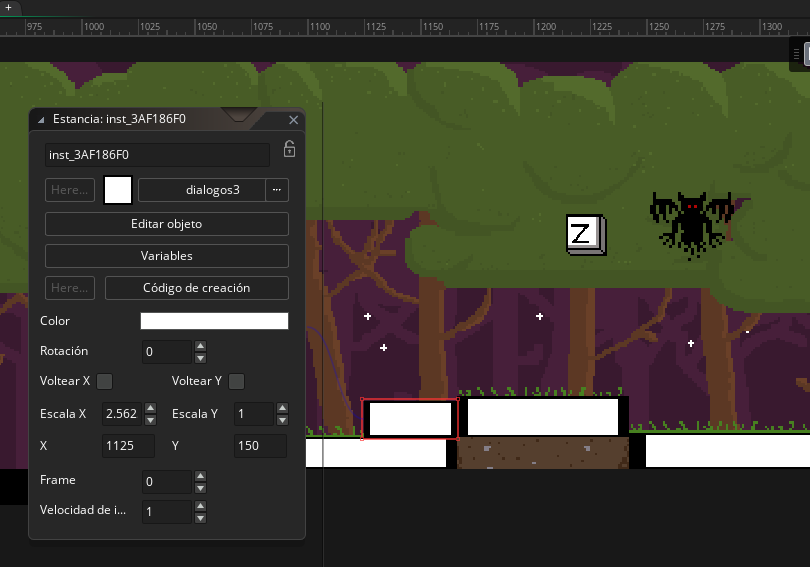 +
975 1000 1025 1050 1075 1100 1125 1150 1175 1200 1225 1250 1275 1300
Estancia: inst_3AF186F0
inst_3AF186F0
Here... dialogos3 ...
Editar objeto
Variables
Here... Código de creación
Color
Rotación 0
Voltear X Voltear Y
Escala X 2.562 Escala Y 1
X 1125 Y 150
Frame 0
Velocidad de i... 1
Z